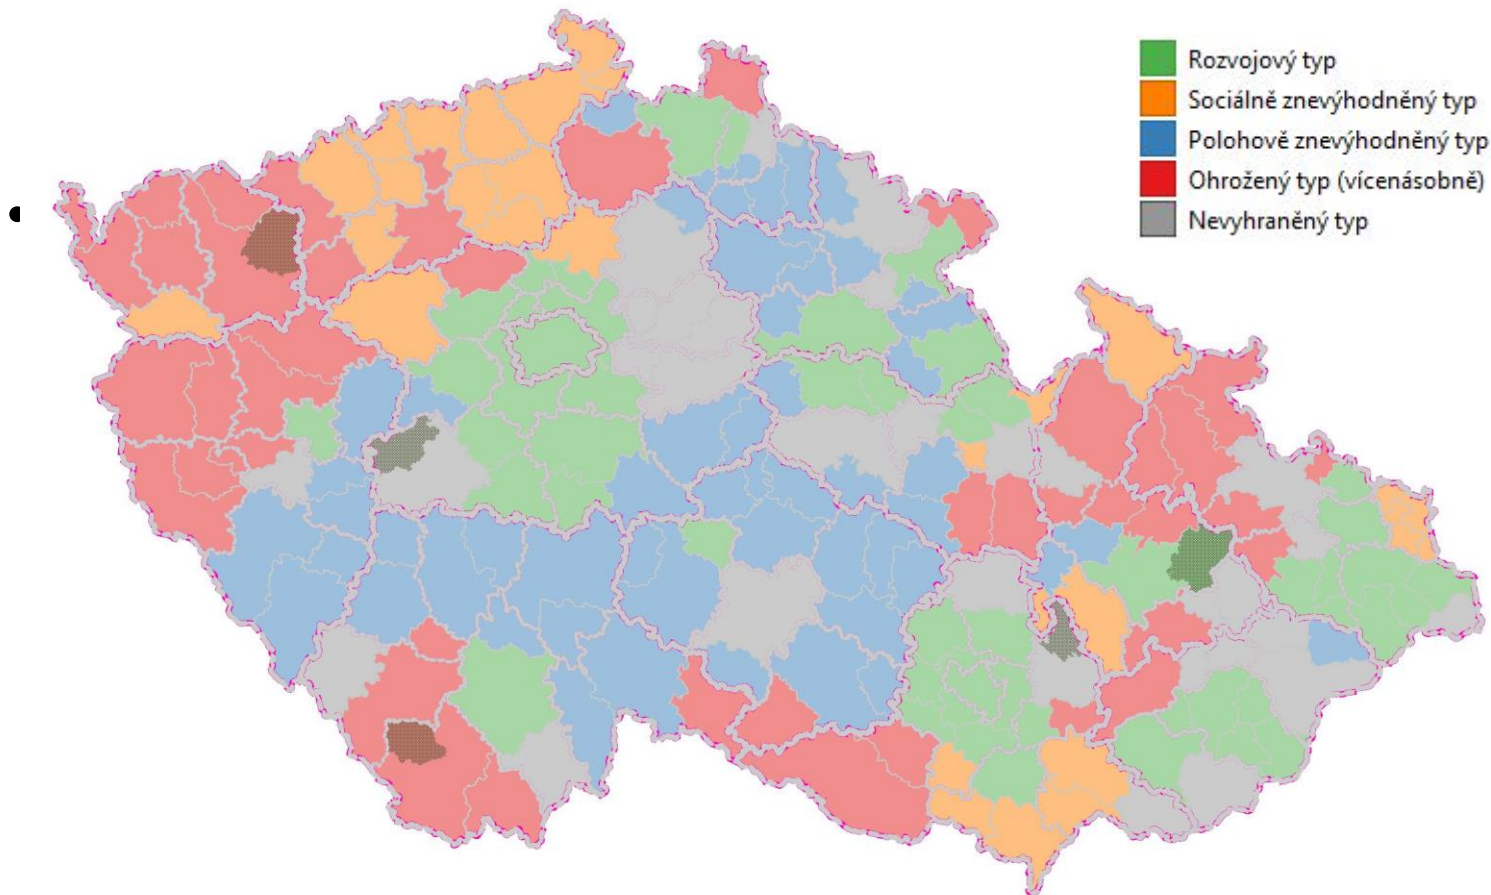 Rozvojový typ
Sociálně znevýhodněný typ
Polohově znevýhodněný typ
Ohrožený typ (vícenásobně)
Nevyhraněný typ